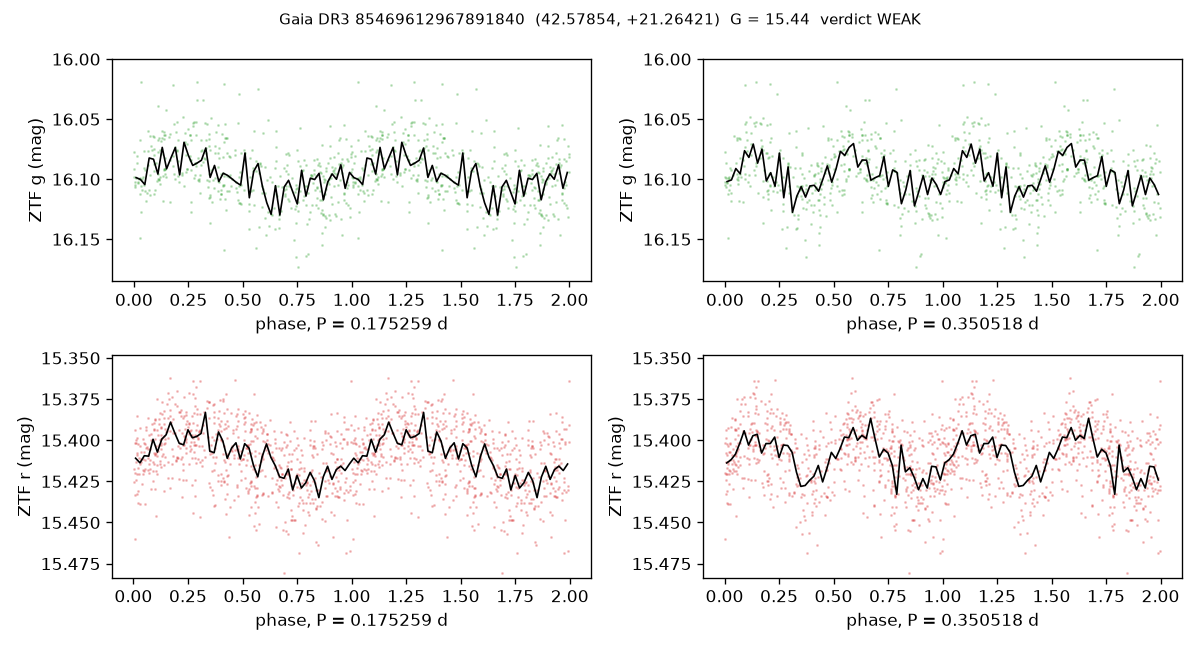 Gaia DR3 85469612967891840  (42.57854, +21.26421)  G = 15.44  verdict WEAK
16.00
16.05
16.10
16.15
ZTF g (mag)
0.00 0.25 0.50 0.75 1.00 1.25 1.50 1.75 2.00
phase, P = 0.175259 d
16.00
16.05
16.10
16.15
ZTF g (mag)
0.00 0.25 0.50 0.75 1.00 1.25 1.50 1.75 2.00
phase, P = 0.350518 d
15.350
15.375
15.400
15.425
15.450
15.475
ZTF r (mag)
0.00 0.25 0.50 0.75 1.00 1.25 1.50 1.75 2.00
phase, P = 0.175259 d
15.350
15.375
15.400
15.425
15.450
15.475
ZTF r (mag)
0.00 0.25 0.50 0.75 1.00 1.25 1.50 1.75 2.00
phase, P = 0.350518 d